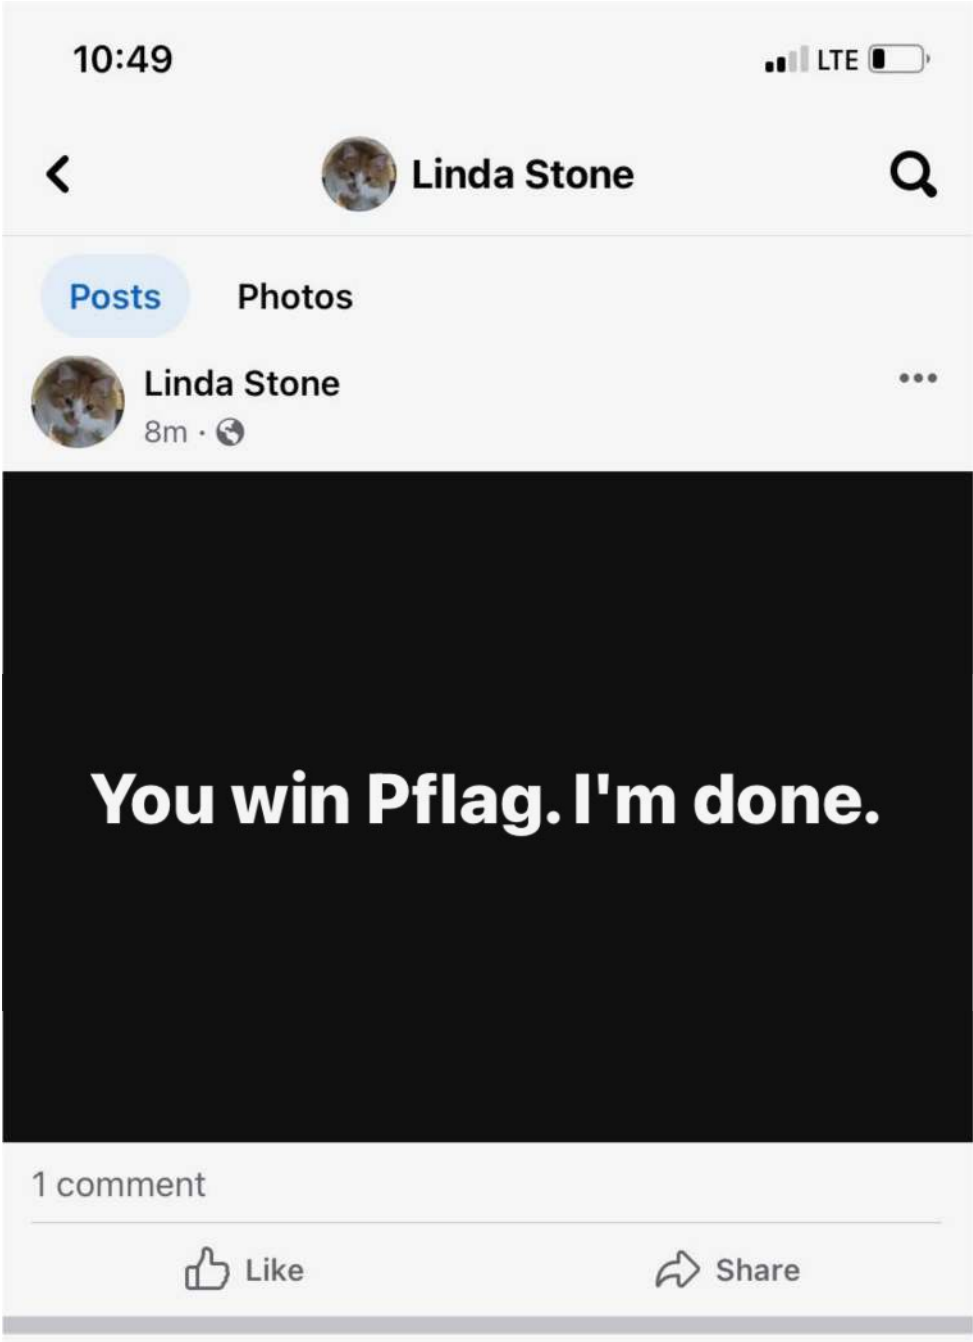 10:49 LTE
Linda Stone
Posts Photos
Linda Stone
8m ·
You win Pflag. I'm done.
1 comment
Like Share